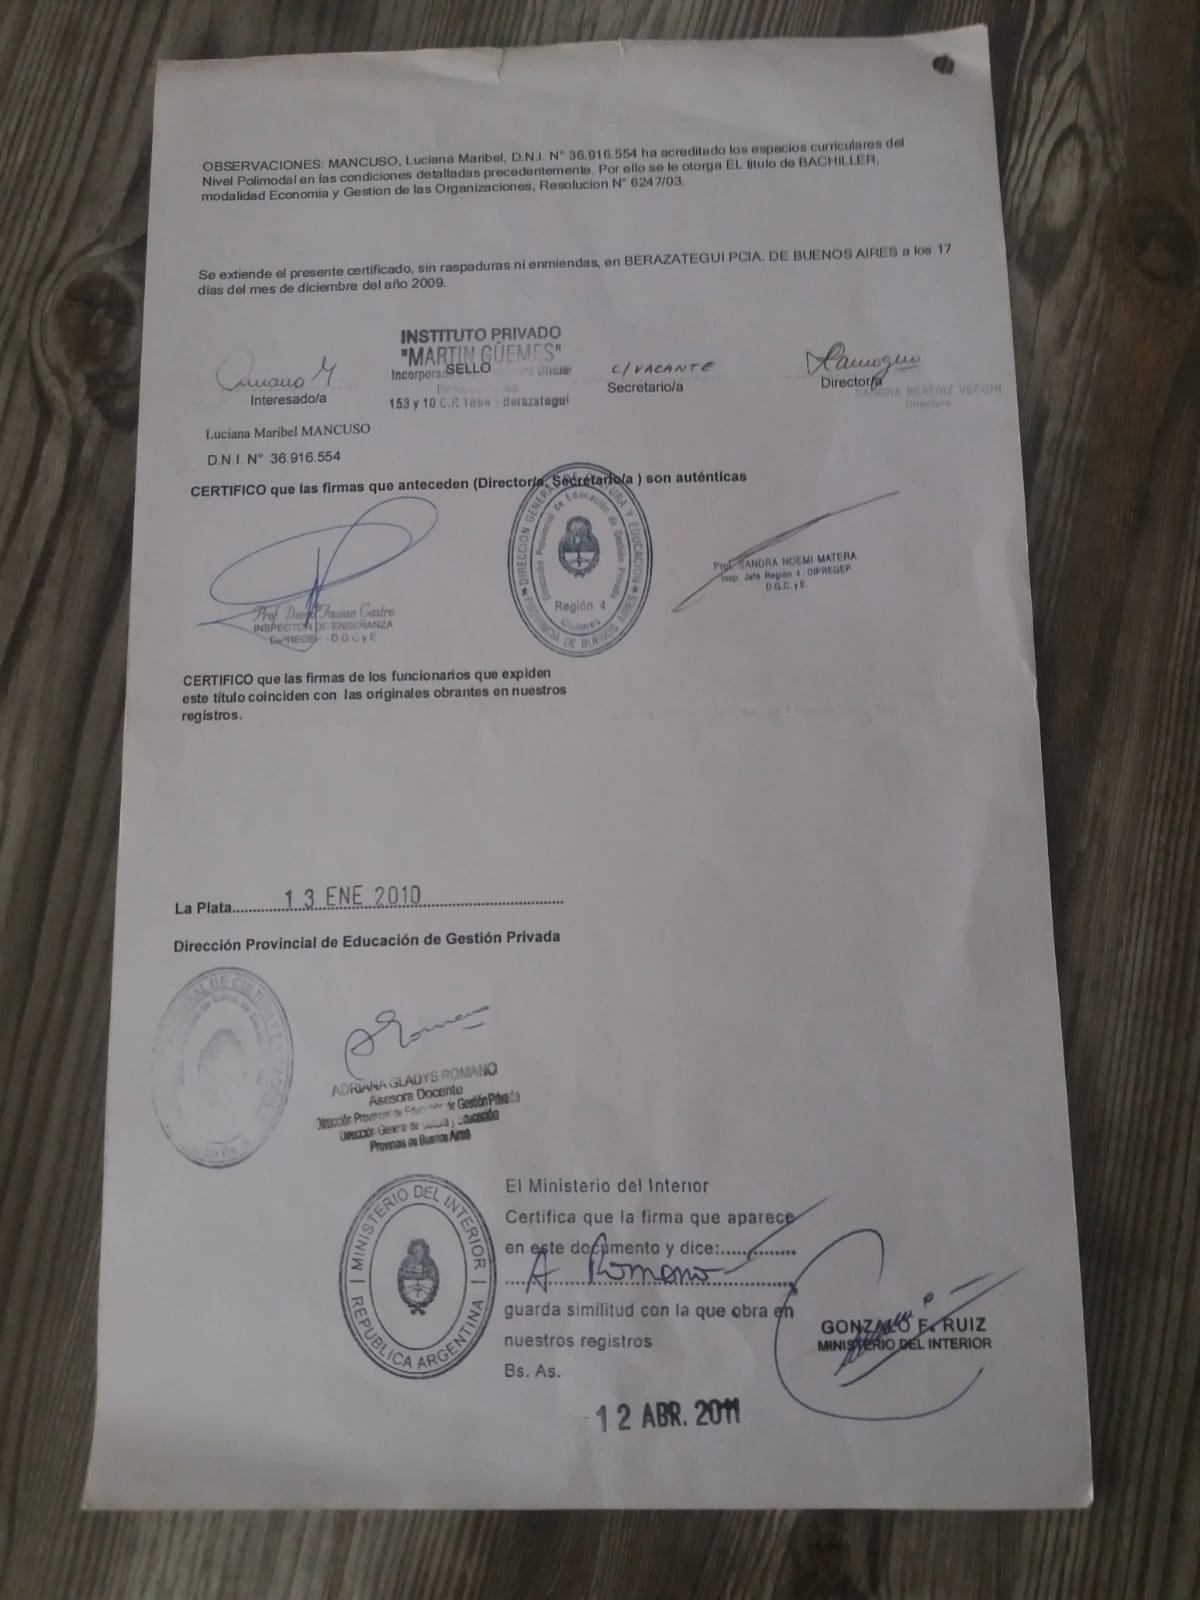 OBSERVACIONES: MANCUSO, Luciana Maribel, D.N.I. N° 36.916.554 ha acreditado los espacios curriculares del
Nivel Polimodal en las condiciones detalladas precedentemente. Por ello se le otorga EL titulo de BACHILLER,
modalidad Economia y Gestion de las Organizaciones, Resolucion N° 6247/03.
Se extiende el presente certificado, sin raspaduras ni enmiendas, en BERAZATEGUI PCIA. DE BUENOS AIRES a los 17
días del mes de diciembre del año 2009.
INSTITUTO PRIVADO
"MARTIN GÜEMES"
SELLO
153 y 10 C.P. 1884 - Berazategui
Interesado/a
C/VACANTE
Secretario/a
Director/a
SANDRA BEATRIZ VECCHI
Directora
Luciana Maribel MANCUSO
D.N.I. N° 36.916.554
CERTIFICO que las firmas que anteceden (Director/a, Secretario/a ) son auténticas
Prof. Diego Favian Castro
INSPECTOR DE ENSEÑANZA
DIRECCIÓN GENERAL DE CULTURA Y EDUCACIÓN
Dirección Provincial de Educación de Gestión Privada
Región 4
Quilmes
PROVINCIA DE BUENOS AIRES
Prof. SANDRA NOEMI MATERA
Insp. Jefe Región 4 - DIPREGEP
D.G.C. y E.
CERTIFICO que las firmas de los funcionarios que expiden
este título coinciden con las originales obrantes en nuestros
registros.
La Plata 13 ENE 2010
Dirección Provincial de Educación de Gestión Privada
ADRIANA GLADYS ROMANO
Asesora Docente
Dirección Provincial de Educación de Gestión Privada
Dirección General de Cultura y Educación
Provincia de Buenos Aires
MINISTERIO DEL INTERIOR
REPUBLICA ARGENTINA
El Ministerio del Interior
Certifica que la firma que aparece
en este documento y dice:
A Romano
guarda similitud con la que obra en
nuestros registros
Bs. As.
12 ABR. 2011
GONZALO F. RUIZ
MINISTERIO DEL INTERIOR